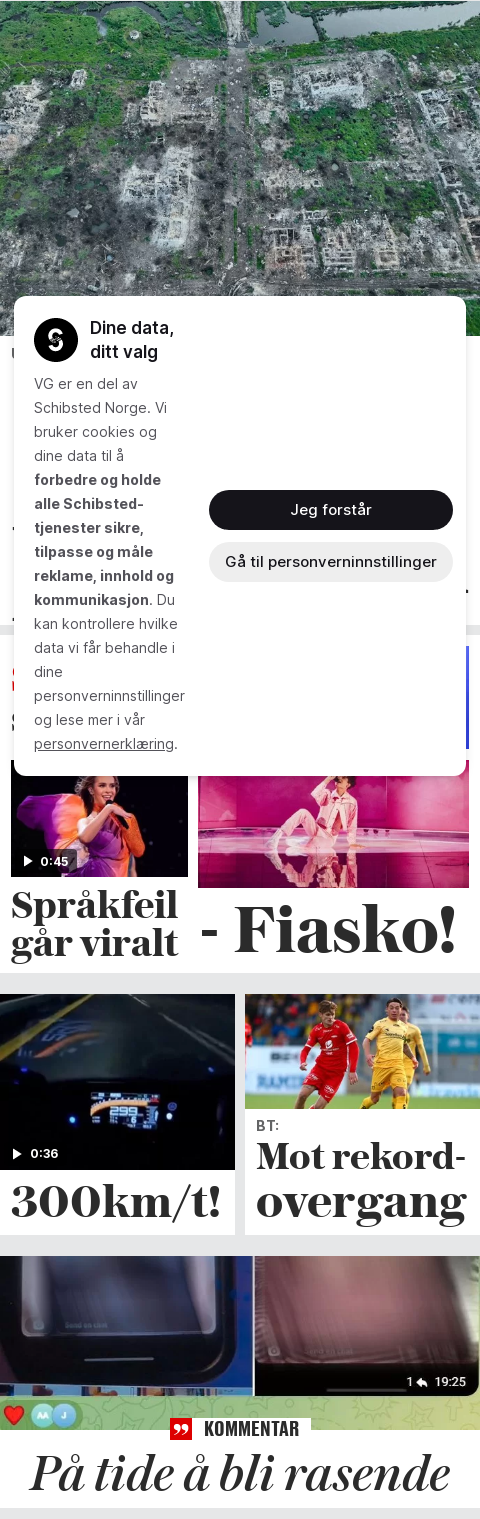 Dine data,
ditt valg
VG er en del av
Schibsted Norge. Vi
bruker cookies og
dine data til å
forbedre og holde
alle Schibsted-
tjenester sikre,
tilpasse og måle
reklame, innhold og
kommunikasjon. Du
kan kontrollere hvilke
data vi får behandle i
dine
personverninnstillinger
og lese mer i vår
personvernerklæring.
Jeg forstår
Gå til personverninnstillinger
0:45
Språkfeil
går viralt
- Fiasko!
0:36
300km/t!
BT:
Mot rekord-
overgang
1 19:25
AA J
KOMMENTAR
På tide å bli rasende